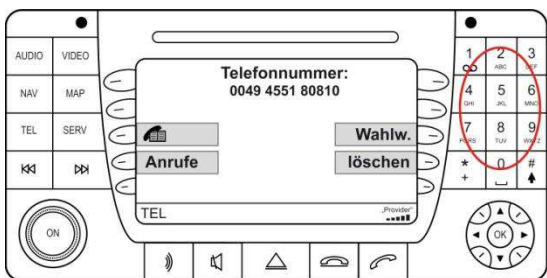 AUDIO VIDEO
NAV MAP
TEL SERV
ON
Telefonnummer:
0049 4551 80810
Wahlw.
Anrufe löschen
TEL „Provider"
1 2 ABC 3 DEF
4 GHI 5 JKL 6 MNO
7 PQRS 8 TUV 9 WXYZ
* + 0 #
OK